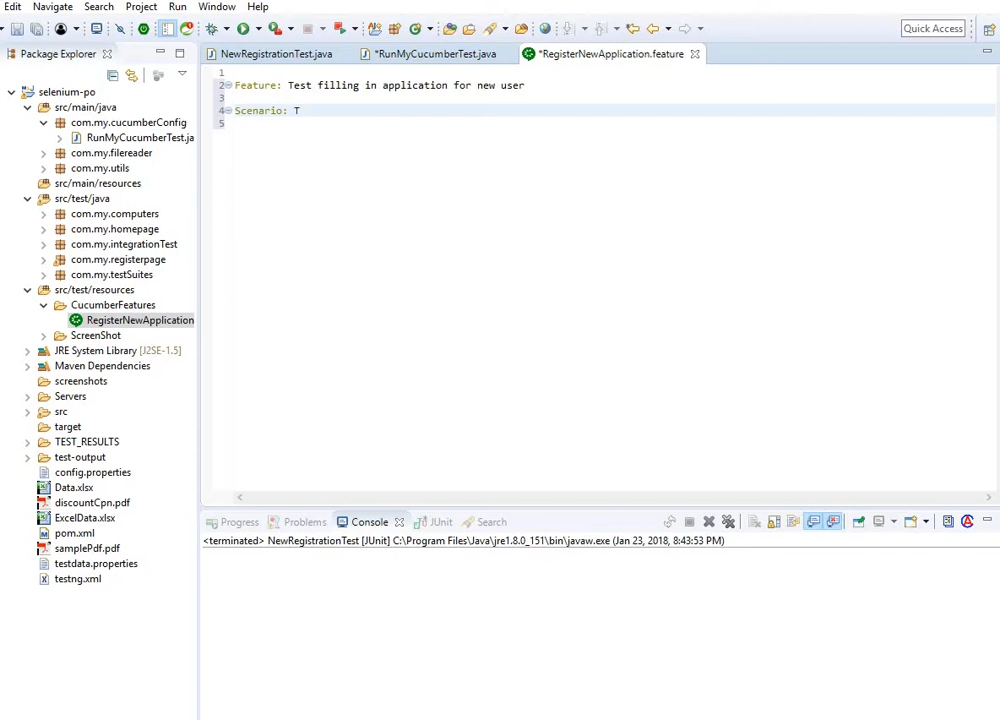 Edit Navigate Search Project Run Window Help
Quick Access
Package Explorer
NewRegistrationTest.java
*RunMyCucumberTest.java
*RegisterNewApplication.feature
selenium-po
src/main/java
com.my.cucumberConfig
RunMyCucumberTest.ja
com.my.filereader
com.my.utils
src/main/resources
src/test/java
com.my.computers
com.my.homepage
com.my.integrationTest
com.my.registerpage
com.my.testSuites
src/test/resources
CucumberFeatures
RegisterNewApplication
ScreenShot
JRE System Library [J2SE-1.5]
Maven Dependencies
screenshots
Servers
src
target
TEST_RESULTS
test-output
config.properties
Data.xlsx
discountCpn.pdf
ExcelData.xlsx
pom.xml
samplePdf.pdf
testdata.properties
testng.xml
1
2 Feature: Test filling in application for new user
3
4 Scenario: T
5
Progress Problems Console JUnit Search
<terminated> NewRegistrationTest [JUnit] C:\Program Files\Java\jre1.8.0_151\bin\javaw.exe (Jan 23, 2018, 8:43:53 PM)